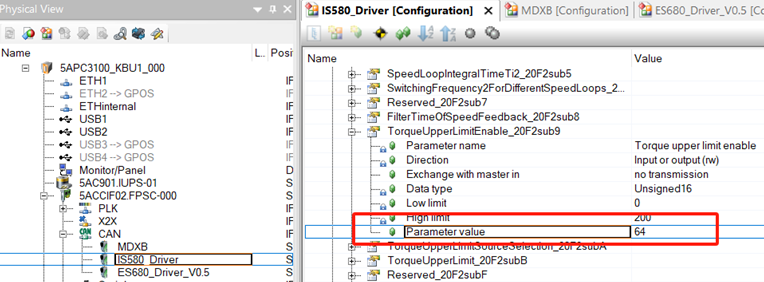 Physical View
IS580_Driver [Configuration]
MDXB [Configuration]
ES680_Driver_V0.5 [Co
Name L.. Posit
5APC3100_KBU1_000
ETH1 IF
ETH2 --> GPOS IF
ETHinternal IF
USB1 IF
USB2 IF
USB3 --> GPOS IF
USB4 --> GPOS IF
Monitor/Panel D
5AC901.IUPS-01 S
5ACCIF02.FPSC-000 S
PLK IF
X2X IF
CAN IF
MDXB S
IS580_Driver S
ES680_Driver_V0.5 S
Name Value
SpeedLoopIntegralTimeTi2_20F2sub5
SwitchingFrequency2ForDifferentSpeedLoops_2...
Reserved_20F2sub7
FilterTimeOfSpeedFeedback_20F2sub8
TorqueUpperLimitEnable_20F2sub9
Parameter name Torque upper limit enable
Direction Input or output (rw)
Exchange with master in no transmission
Data type Unsigned16
Low limit 0
High limit 200
Parameter value 64
TorqueUpperLimitSourceSelection_20F2subA
TorqueUpperLimit_20F2subB
Reserved_20F2subF